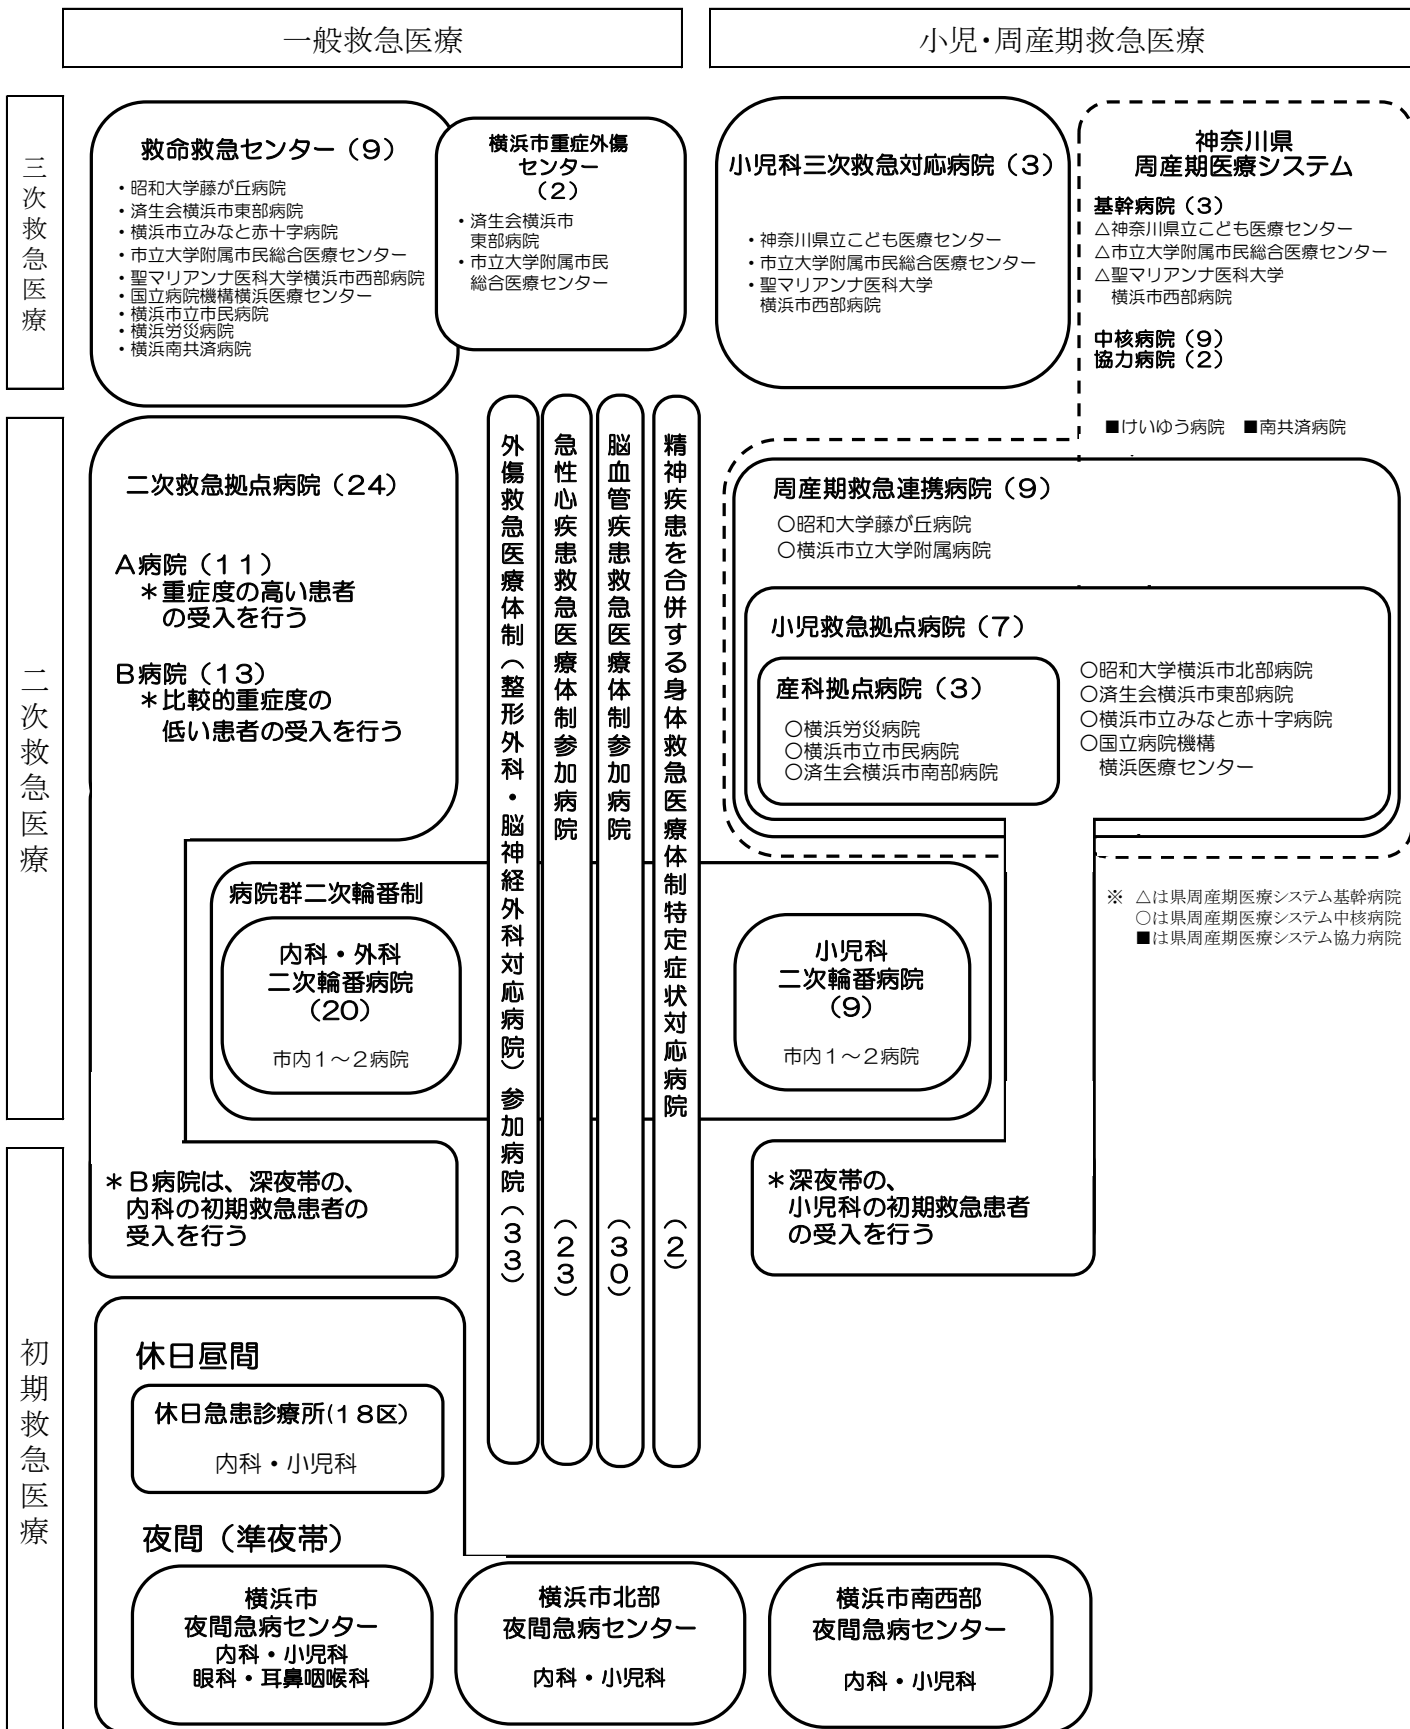 一般救急医療
小児・周産期救急医療
三次救急医療
救命救急センター（9）
・昭和大学藤が丘病院
・済生会横浜市東部病院
・横浜市立みなと赤十字病院
・市立大学附属市民総合医療センター
・聖マリアンナ医科大学横浜市西部病院
・国立病院機構横浜医療センター
・横浜市立市民病院
・横浜労災病院
・横浜南共済病院
横浜市重症外傷
センター
（2）
・済生会横浜市
東部病院
・市立大学附属市民
総合医療センター
小児科三次救急対応病院（3）
・神奈川県立こども医療センター
・市立大学附属市民総合医療センター
・聖マリアンナ医科大学
横浜市西部病院
神奈川県
周産期医療システム
基幹病院（3）
△神奈川県立こども医療センター
△市立大学附属市民総合医療センター
△聖マリアンナ医科大学
横浜市西部病院
中核病院（9）
協力病院（2）
■けいゆう病院　■南共済病院
二次救急医療
二次救急拠点病院（24）
A病院（11）
＊重症度の高い患者
の受入を行う
B病院（13）
＊比較的重症度の
低い患者の受入を行う
外傷救急医療体制（整形外科・脳神経外科対応病院）参加病院（33）
急性心疾患救急医療体制参加病院（23）
脳血管疾患救急医療体制参加病院（30）
精神疾患を合併する身体救急医療体制特定症状対応病院（2）
周産期救急連携病院（9）
○昭和大学藤が丘病院
○横浜市立大学附属病院
小児救急拠点病院（7）
産科拠点病院（3）
○横浜労災病院
○横浜市立市民病院
○済生会横浜市南部病院
○昭和大学横浜市北部病院
○済生会横浜市東部病院
○横浜市立みなと赤十字病院
○国立病院機構
横浜医療センター
病院群二次輪番制
内科・外科
二次輪番病院
（20）
市内１～２病院
小児科
二次輪番病院
（9）
市内１～２病院
※　△は県周産期医療システム基幹病院
○は県周産期医療システム中核病院
■は県周産期医療システム協力病院
初期救急医療
＊B病院は、深夜帯の、
内科の初期救急患者の
受入を行う
＊深夜帯の、
小児科の初期救急患者
の受入を行う
休日昼間
休日急患診療所(１８区)
内科・小児科
夜間（準夜帯）
横浜市
夜間急病センター
内科・小児科
眼科・耳鼻咽喉科
横浜市北部
夜間急病センター
内科・小児科
横浜市南西部
夜間急病センター
内科・小児科